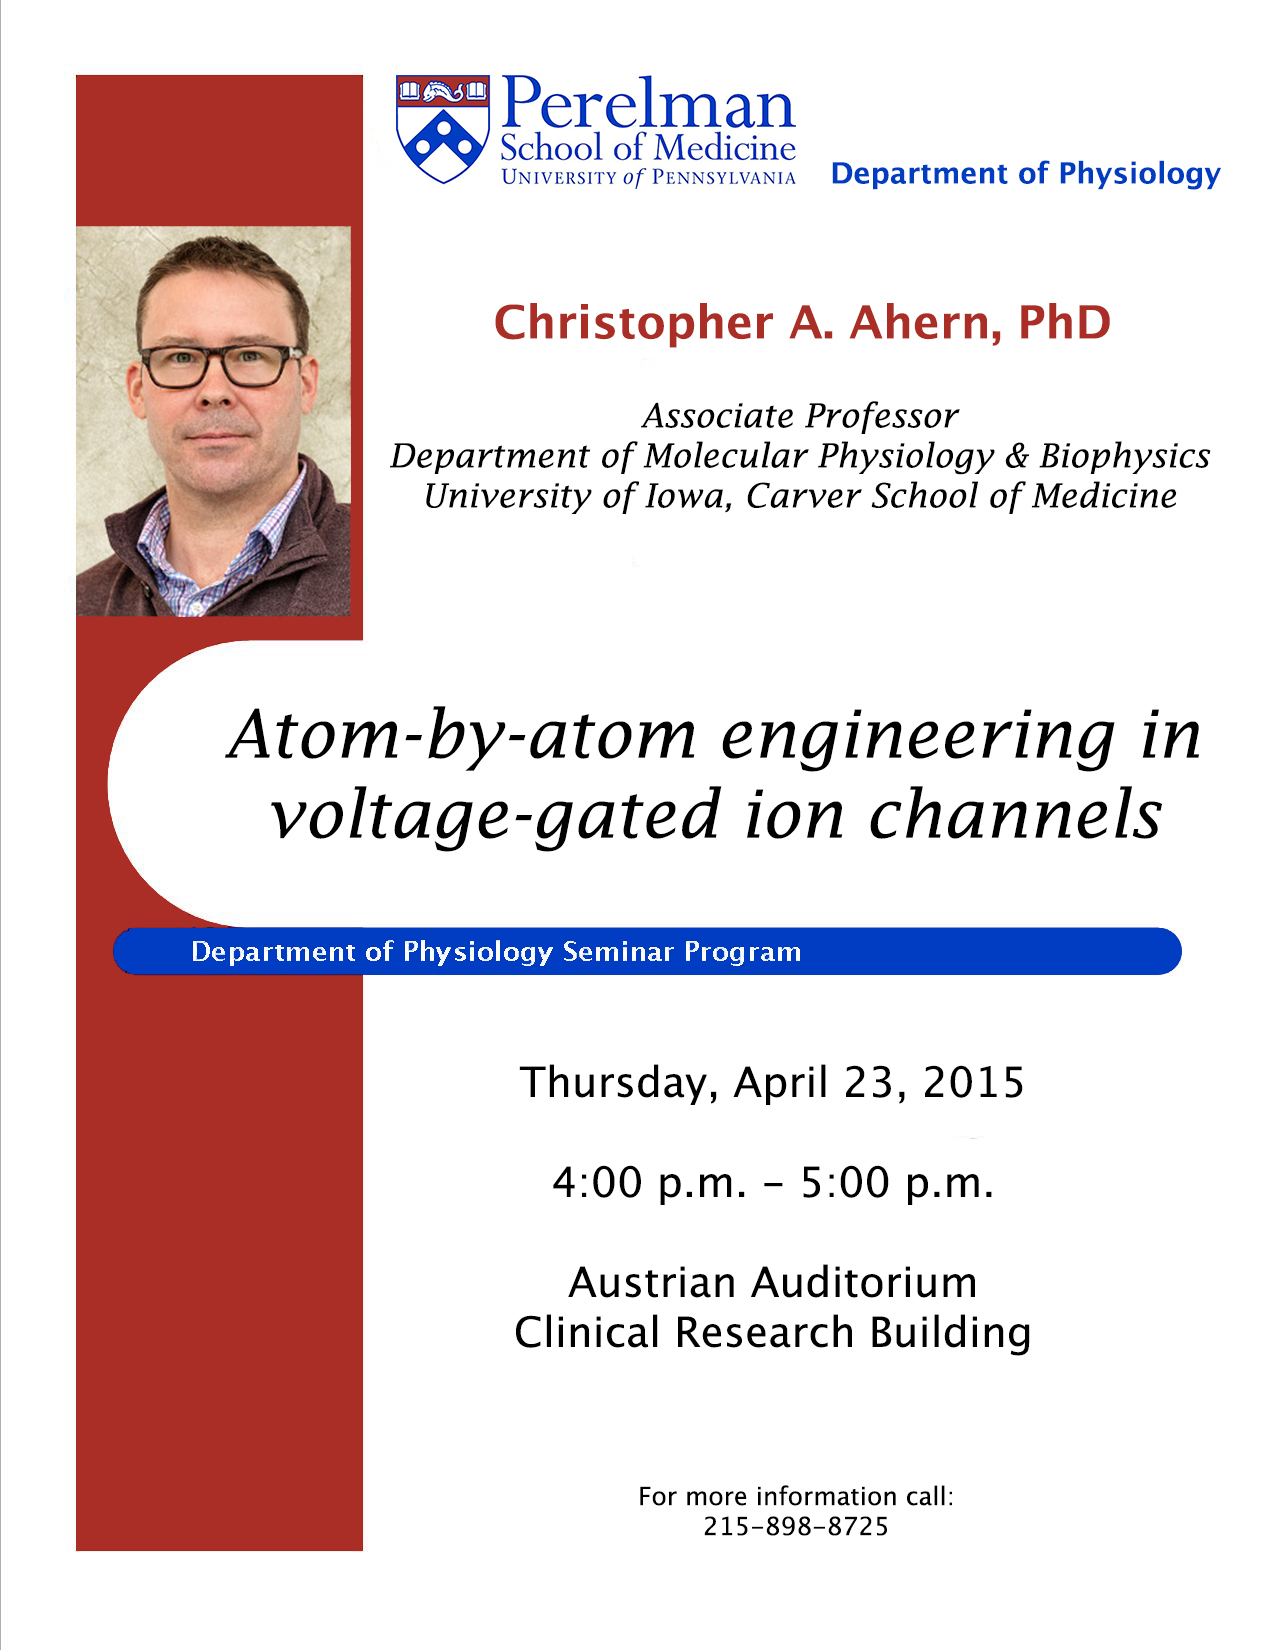 Perelman
School of Medicine
UNIVERSITY of PENNSYLVANIA
Department of Physiology
Christopher A. Ahern, PhD
Associate Professor
Department of Molecular Physiology & Biophysics
University of Iowa, Carver School of Medicine
Atom-by-atom engineering in
voltage-gated ion channels
Department of Physiology Seminar Program
Thursday, April 23, 2015
4:00 p.m. – 5:00 p.m.
Austrian Auditorium
Clinical Research Building
For more information call:
215-898-8725